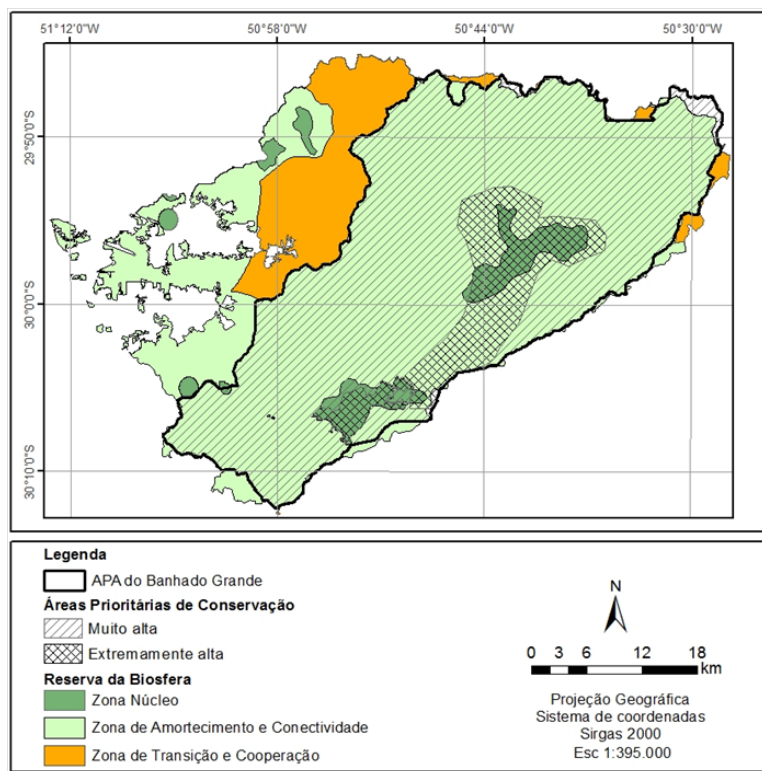 51°12'0"W 50°58'0"W 50°44'0"W 50°30'0"W
29°50'0"S
30°0'0"S
30°10'0"S
Legenda
APA do Banhado Grande
Áreas Prioritárias de Conservação
Muito alta
Extremamente alta
Reserva da Biosfera
Zona Núcleo
Zona de Amortecimento e Conectividade
Zona de Transição e Cooperação
N
0 3 6 12 18
km
Projeção Geográfica
Sistema de coordenadas
Sirgas 2000
Esc 1:395.000